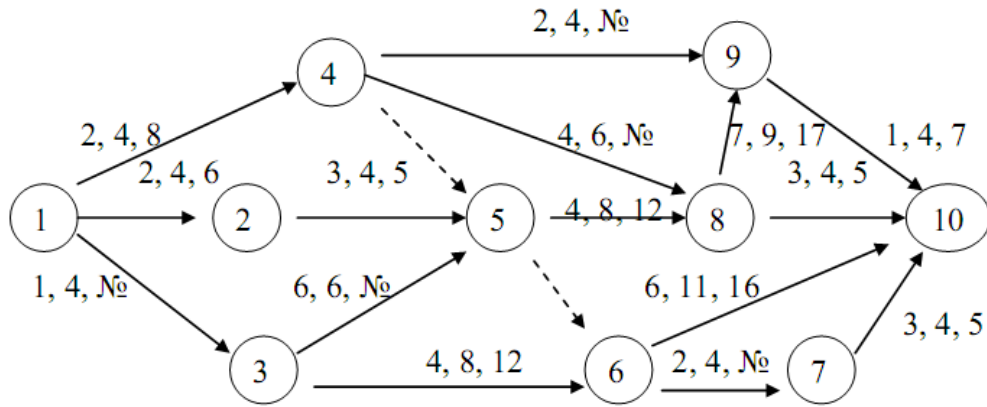 2, 4, №
4
9
2, 4, 8
4, 6, №
7, 9, 17
1, 4, 7
2, 4, 6
3, 4, 5
3, 4, 5
1
2
5
4, 8, 12
8
10
1, 4, №
6, 6, №
6, 11, 16
3, 4, 5
3
4, 8, 12
6
2, 4, №
7